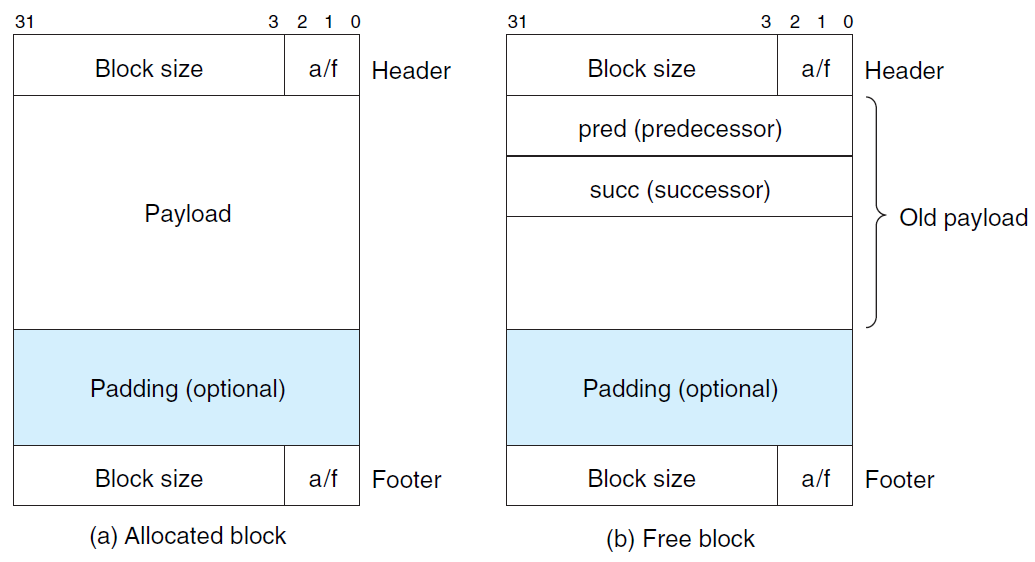 31 3 2 1 0
Block size a/f Header
Payload
Padding (optional)
Block size a/f Footer
(a) Allocated block
31 3 2 1 0
Block size a/f Header
pred (predecessor)
succ (successor)
Old payload
Padding (optional)
Block size a/f Footer
(b) Free block